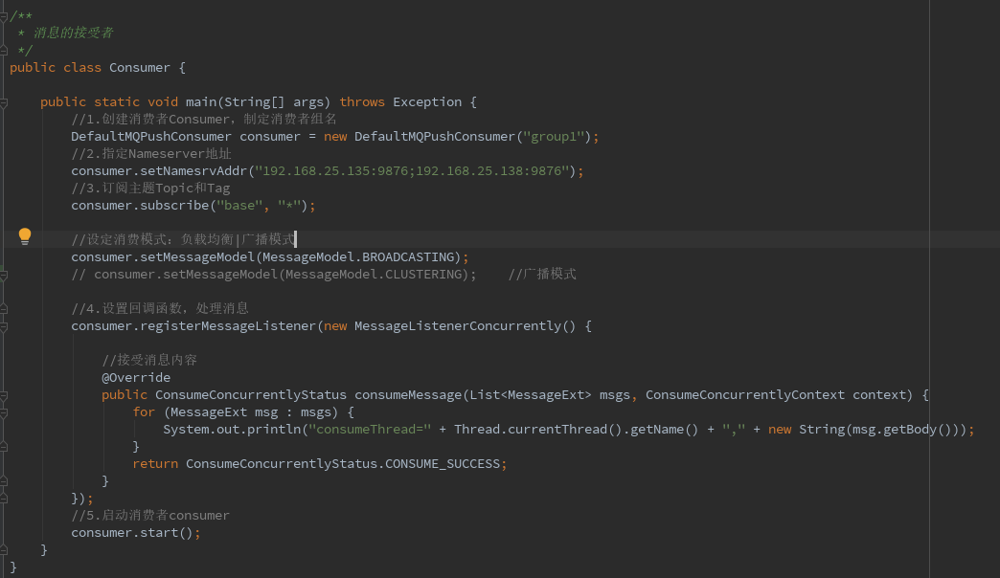 /**
 * 消息的接受者
 */
public class Consumer {
    public static void main(String[] args) throws Exception {
        //1.创建消费者Consumer，制定消费者组名
        DefaultMQPushConsumer consumer = new DefaultMQPushConsumer("group1");
        //2.指定Nameserver地址
        consumer.setNamesrvAddr("192.168.25.135:9876;192.168.25.138:9876");
        //3.订阅主题Topic和Tag
        consumer.subscribe("base", "*");
        //设定消费模式：负载均衡|广播模式
        consumer.setMessageModel(MessageModel.BROADCASTING);
        // consumer.setMessageModel(MessageModel.CLUSTERING);    //广播模式
        //4.设置回调函数，处理消息
        consumer.registerMessageListener(new MessageListenerConcurrently() {
            //接受消息内容
            @Override
            public ConsumeConcurrentlyStatus consumeMessage(List<MessageExt> msgs, ConsumeConcurrentlyContext context) {
                for (MessageExt msg : msgs) {
                    System.out.println("consumeThread=" + Thread.currentThread().getName() + "," + new String(msg.getBody()));
                }
                return ConsumeConcurrentlyStatus.CONSUME_SUCCESS;
            }
        });
        //5.启动消费者consumer
        consumer.start();
    }
}